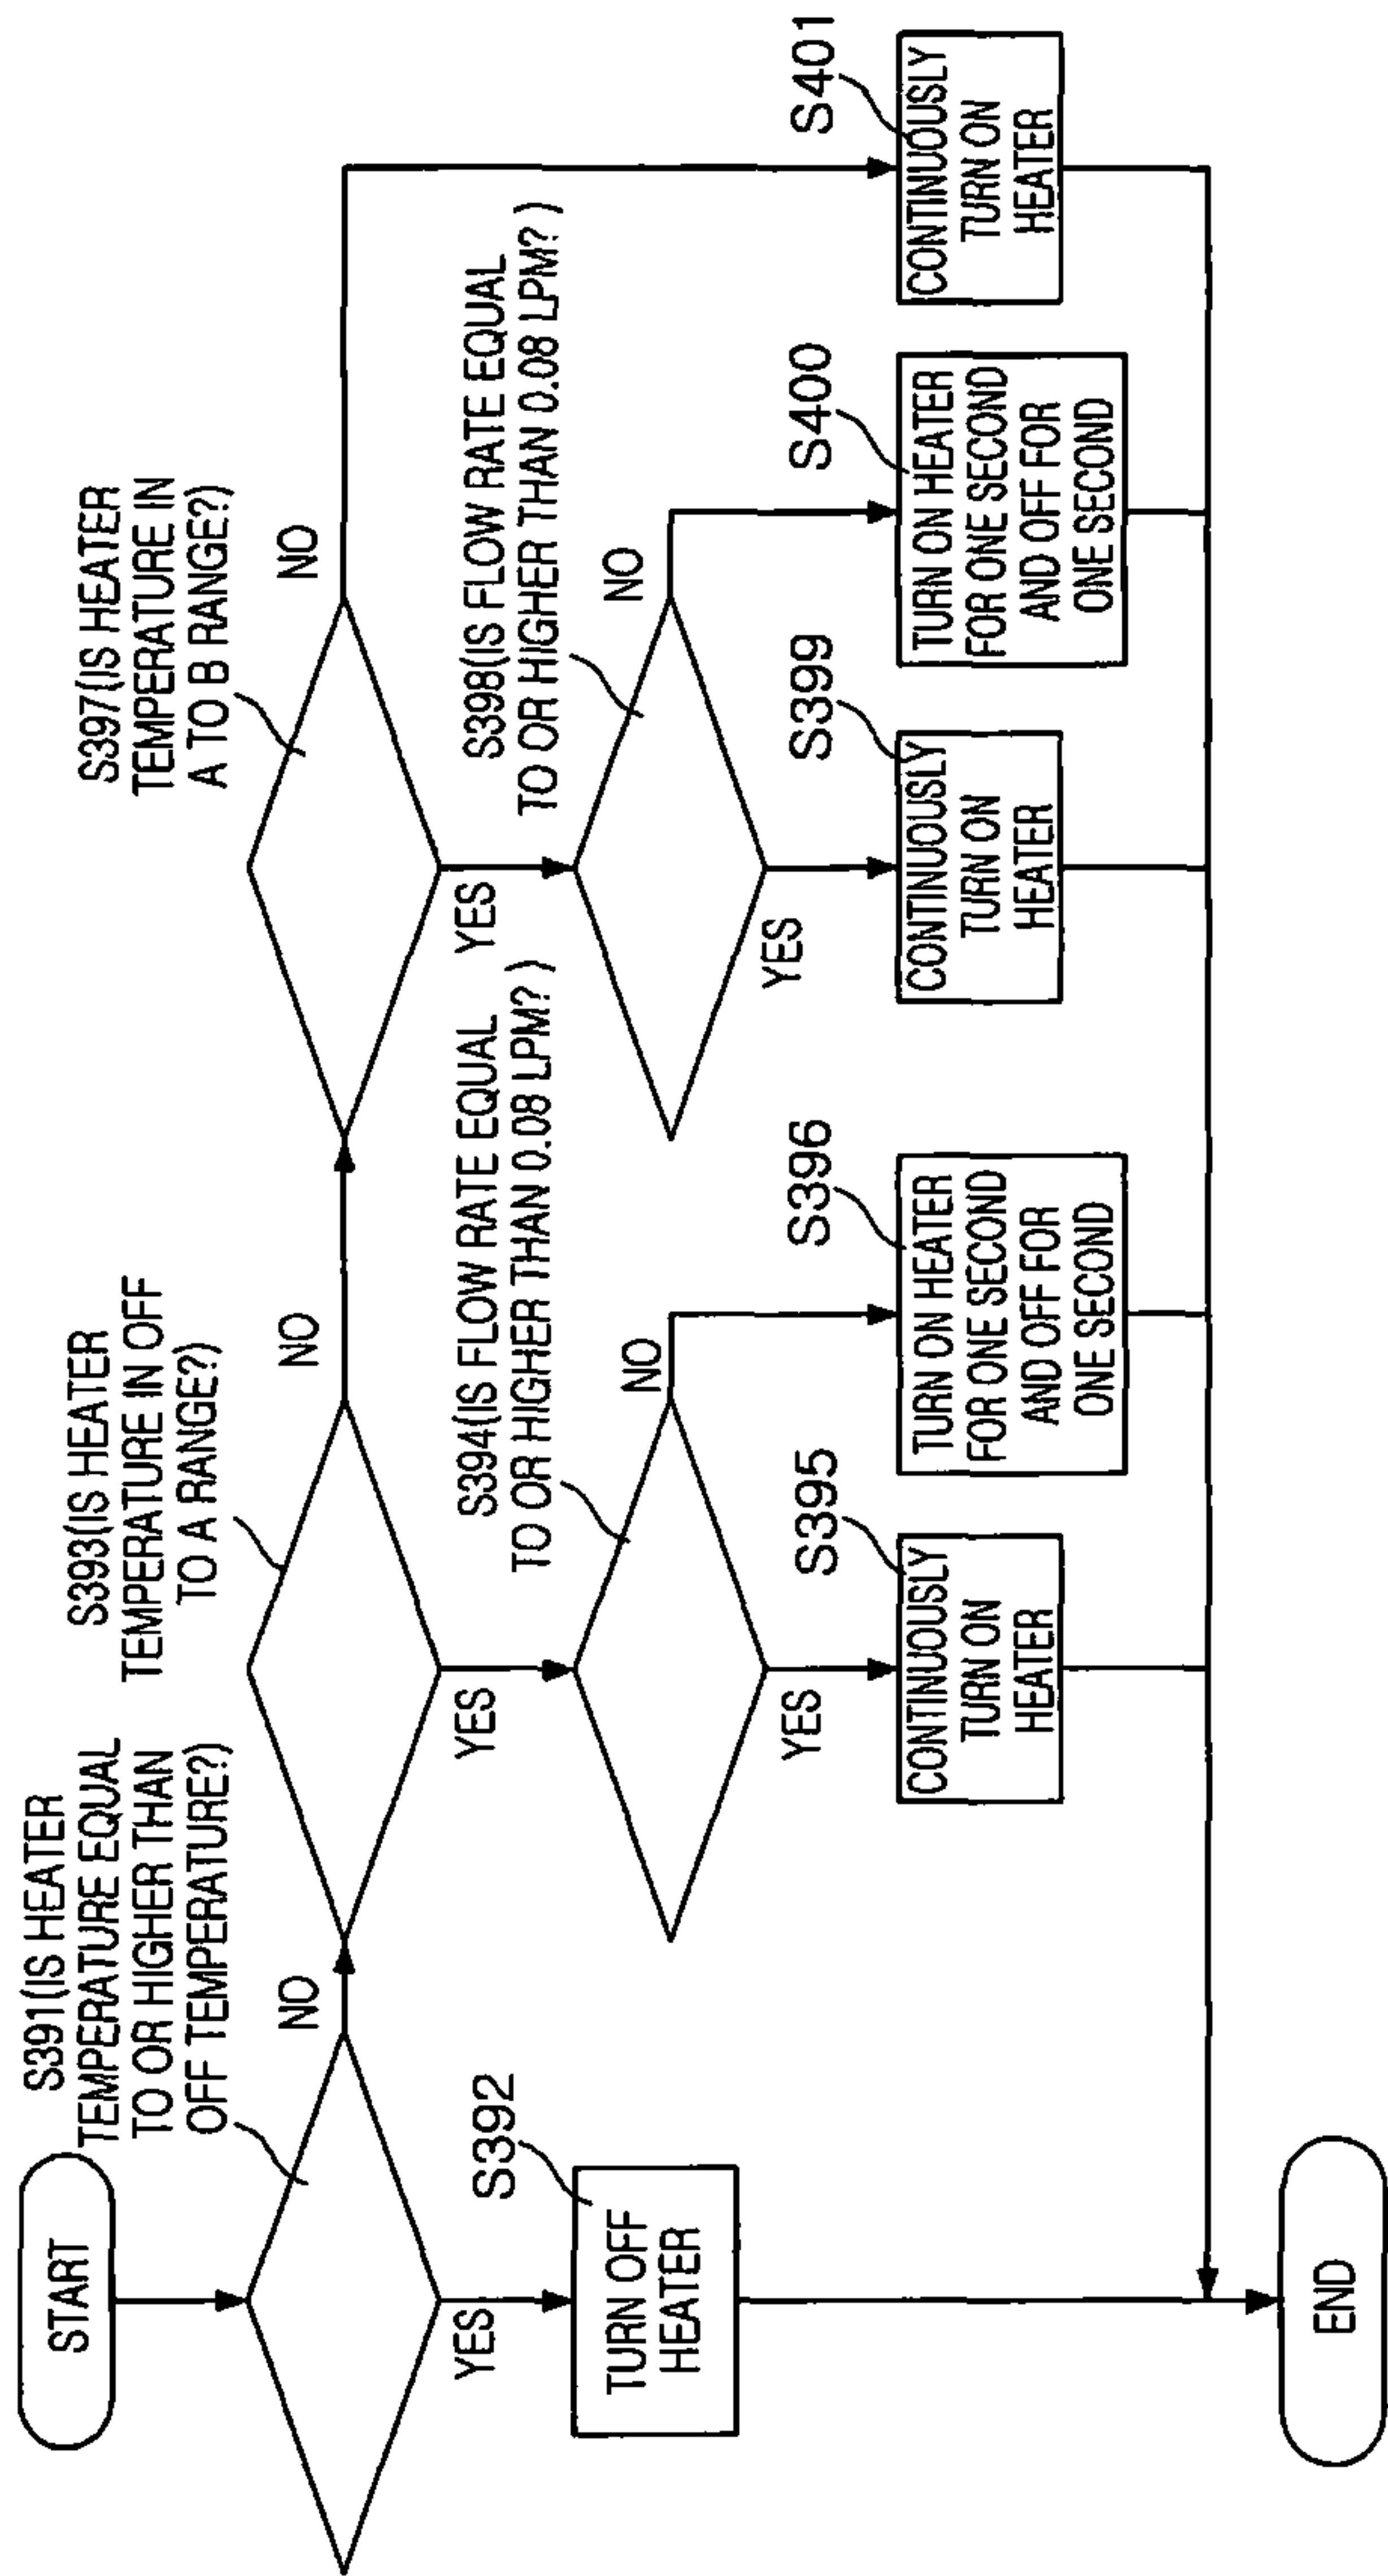 START
S391(IS HEATER
TEMPERATURE EQUAL
TO OR HIGHER THAN
OFF TEMPERATURE?)
NO
YES
S392
TURN OFF
HEATER
S393(IS HEATER
TEMPERATURE IN OFF
TO A RANGE?)
NO
YES
S394(IS FLOW RATE EQUAL
TO OR HIGHER THAN 0.08 LPM? )
NO
YES
S395
CONTINUOUSLY
TURN ON
HEATER
S396
TURN ON HEATER
FOR ONE SECOND
AND OFF FOR
ONE SECOND
S397(IS HEATER
TEMPERATURE IN
A TO B RANGE?)
NO
YES
S398(IS FLOW RATE EQUAL
TO OR HIGHER THAN 0.08 LPM? )
NO
YES
S399
CONTINUOUSLY
TURN ON
HEATER
S400
TURN ON HEATER
FOR ONE SECOND
AND OFF FOR
ONE SECOND
S401
CONTINUOUSLY
TURN ON
HEATER
END